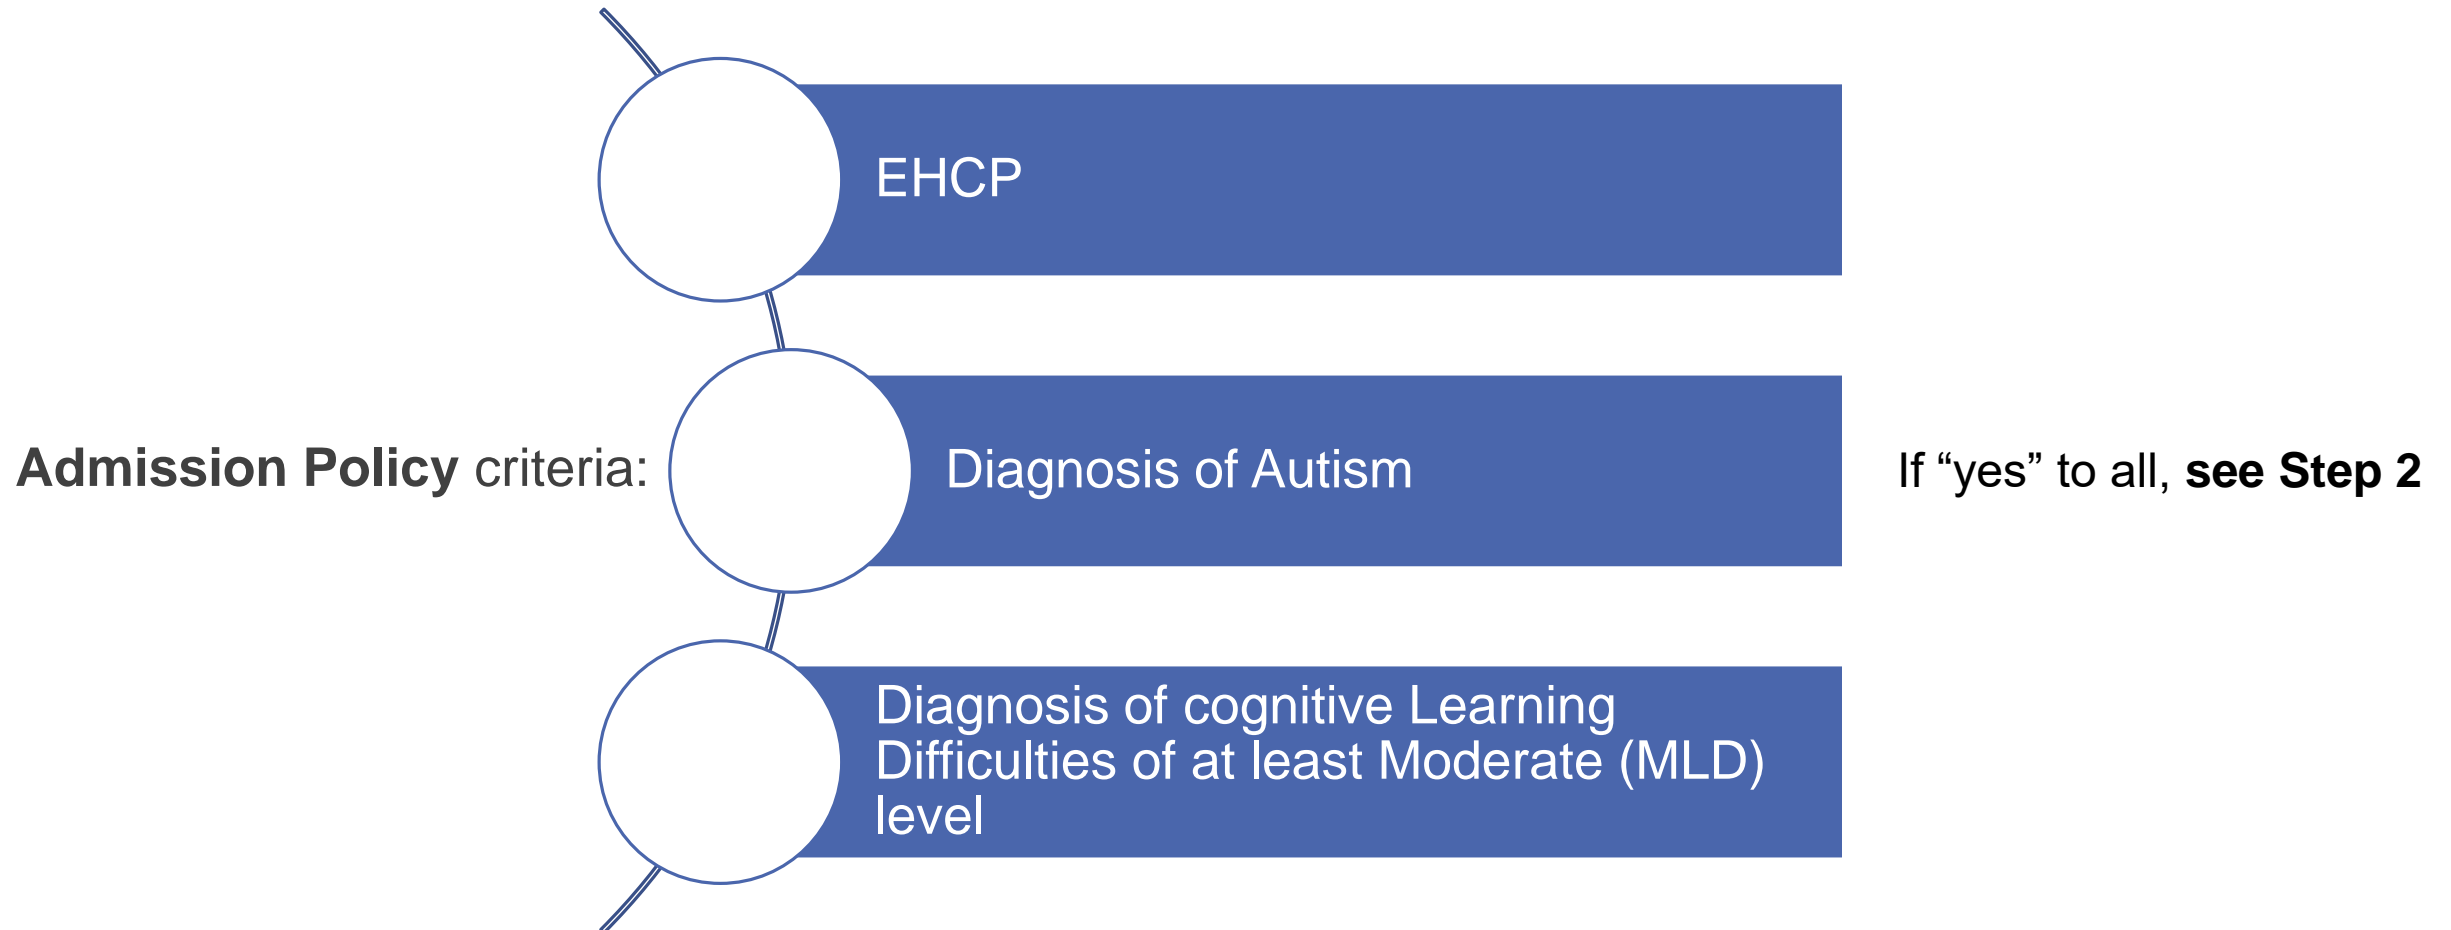 EHCP
Admission Policy criteria:
Diagnosis of Autism
If “yes” to all, see Step 2
Diagnosis of cognitive Learning
Difficulties of at least Moderate (MLD)
level